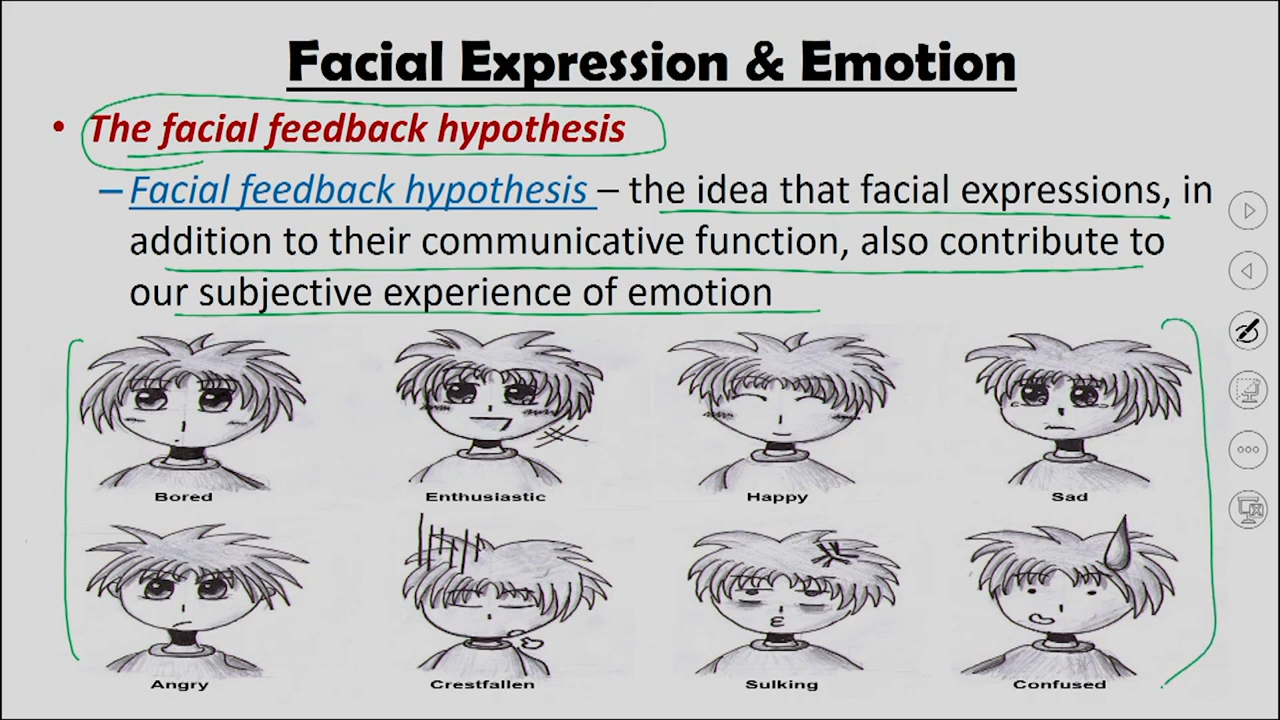 Facial Expression & Emotion
• The facial feedback hypothesis
– Facial feedback hypothesis – the idea that facial expressions, in
addition to their communicative function, also contribute to
our subjective experience of emotion
Bored Enthusiastic Happy Sad
Angry Crestfallen Sulking Confused